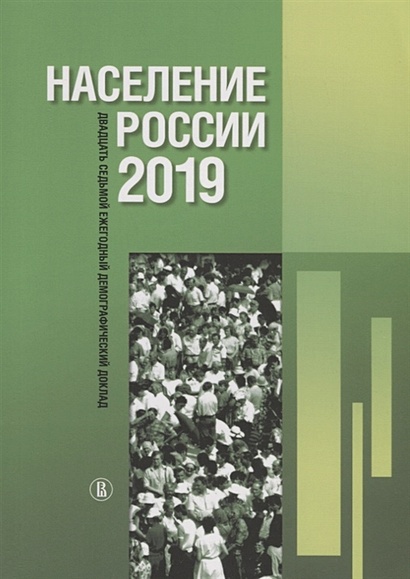 НАСЕЛЕНИЕ
РОССИИ
2019
ДВАДЦАТЬ СЕДЬМОЙ ЕЖЕГОДНЫЙ ДЕМОГРАФИЧЕСКИЙ ДОКЛАД